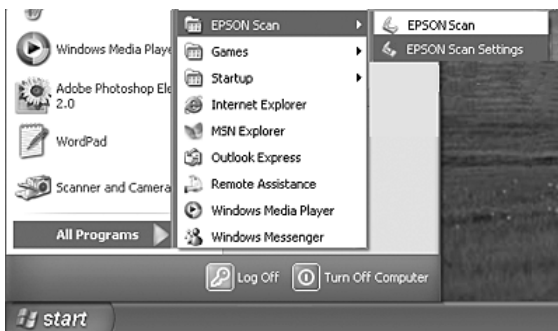 Windows Media Playe
Adobe Photoshop Ele
2.0
WordPad
Scanner and Camera
All Programs
EPSON Scan
Games
Startup
Internet Explorer
MSN Explorer
Outlook Express
Remote Assistance
Windows Media Player
Windows Messenger
EPSON Scan
EPSON Scan Settings
Log Off
Turn Off Computer
start